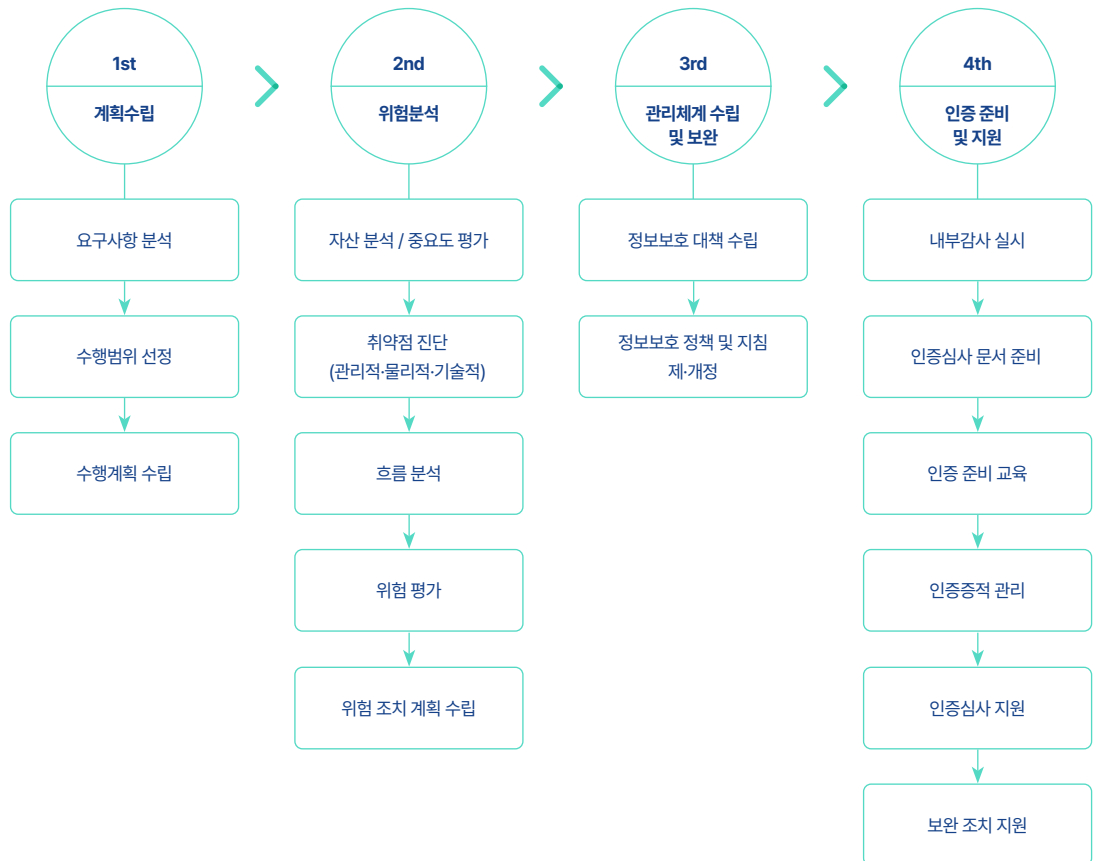 1st
계획수립
요구사항 분석
수행범위 선정
수행계획 수립
2nd
위험분석
자산 분석 / 중요도 평가
취약점 진단
(관리적·물리적·기술적)
흐름 분석
위험 평가
위험 조치 계획 수립
3rd
관리체계 수립
및 보완
정보보호 대책 수립
정보보호 정책 및 지침
제·개정
4th
인증 준비
및 지원
내부감사 실시
인증심사 문서 준비
인증 준비 교육
인증증적 관리
인증심사 지원
보완 조치 지원